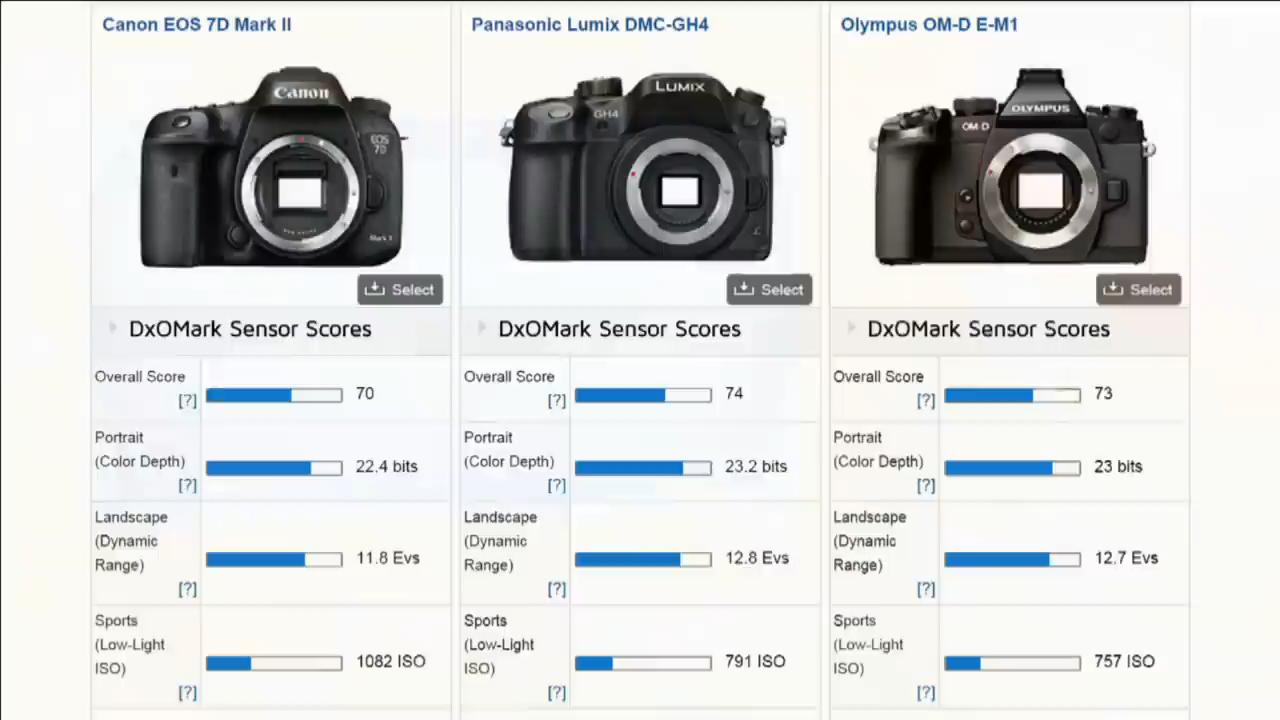 Canon EOS 7D Mark II
Canon
EOS
7D
Mark II
Select
DxOMark Sensor Scores
Overall Score
[?]
70
Portrait
(Color Depth)
[?]
22.4 bits
Landscape
(Dynamic
Range)
[?]
11.8 Evs
Sports
(Low-Light
ISO)
[?]
1082 ISO
Panasonic Lumix DMC-GH4
LUMIX
GH4
Select
DxOMark Sensor Scores
Overall Score
[?]
74
Portrait
(Color Depth)
[?]
23.2 bits
Landscape
(Dynamic
Range)
[?]
12.8 Evs
Sports
(Low-Light
ISO)
[?]
791 ISO
Olympus OM-D E-M1
OLYMPUS
OM-D
Select
DxOMark Sensor Scores
Overall Score
[?]
73
Portrait
(Color Depth)
[?]
23 bits
Landscape
(Dynamic
Range)
[?]
12.7 Evs
Sports
(Low-Light
ISO)
[?]
757 ISO